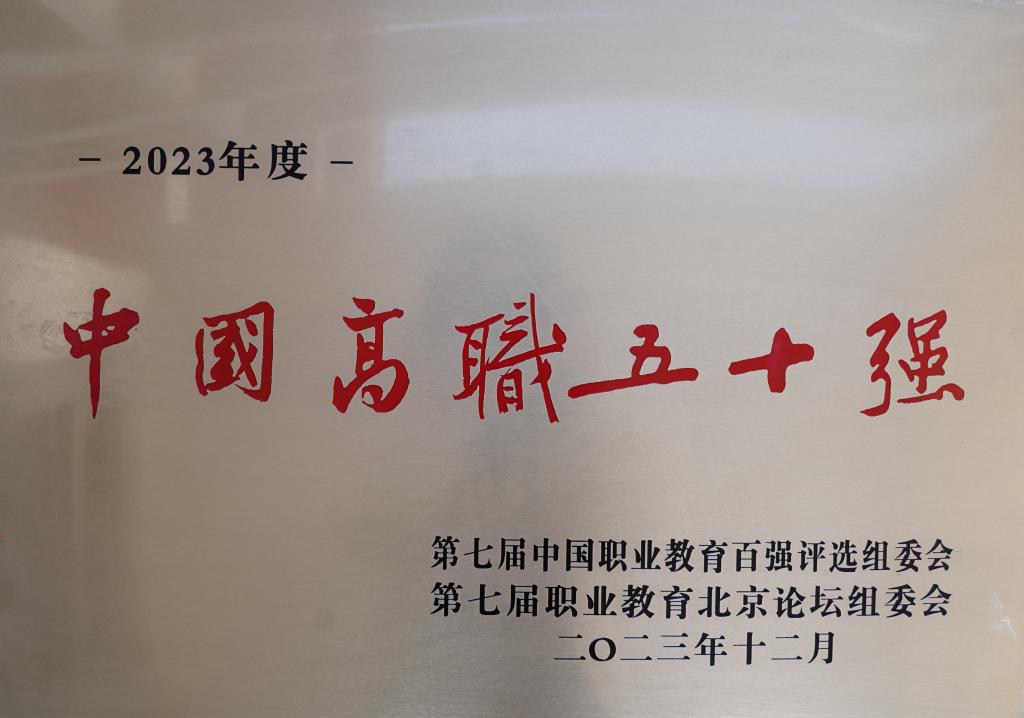 - 2023年度 -
中國高職五十强
第七届中国职业教育百强评选组委会
第七届职业教育北京论坛组委会
二〇二三年十二月